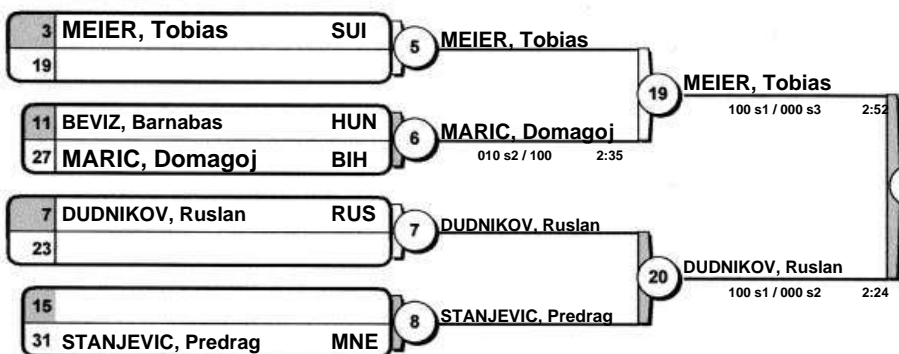 3 MEIER, Tobias SUI
19
5
MEIER, Tobias
11 BEVIZ, Barnabas HUN
27 MARIC, Domagoj BIH
6
MARIC, Domagoj
010 s2 / 100 2:35
19
MEIER, Tobias
100 s1 / 000 s3 2:52
7 DUDNIKOV, Ruslan RUS
23
7
DUDNIKOV, Ruslan
15
31 STANJEVIC, Predrag MNE
8
STANJEVIC, Predrag
20
DUDNIKOV, Ruslan
100 s1 / 000 s2 2:24